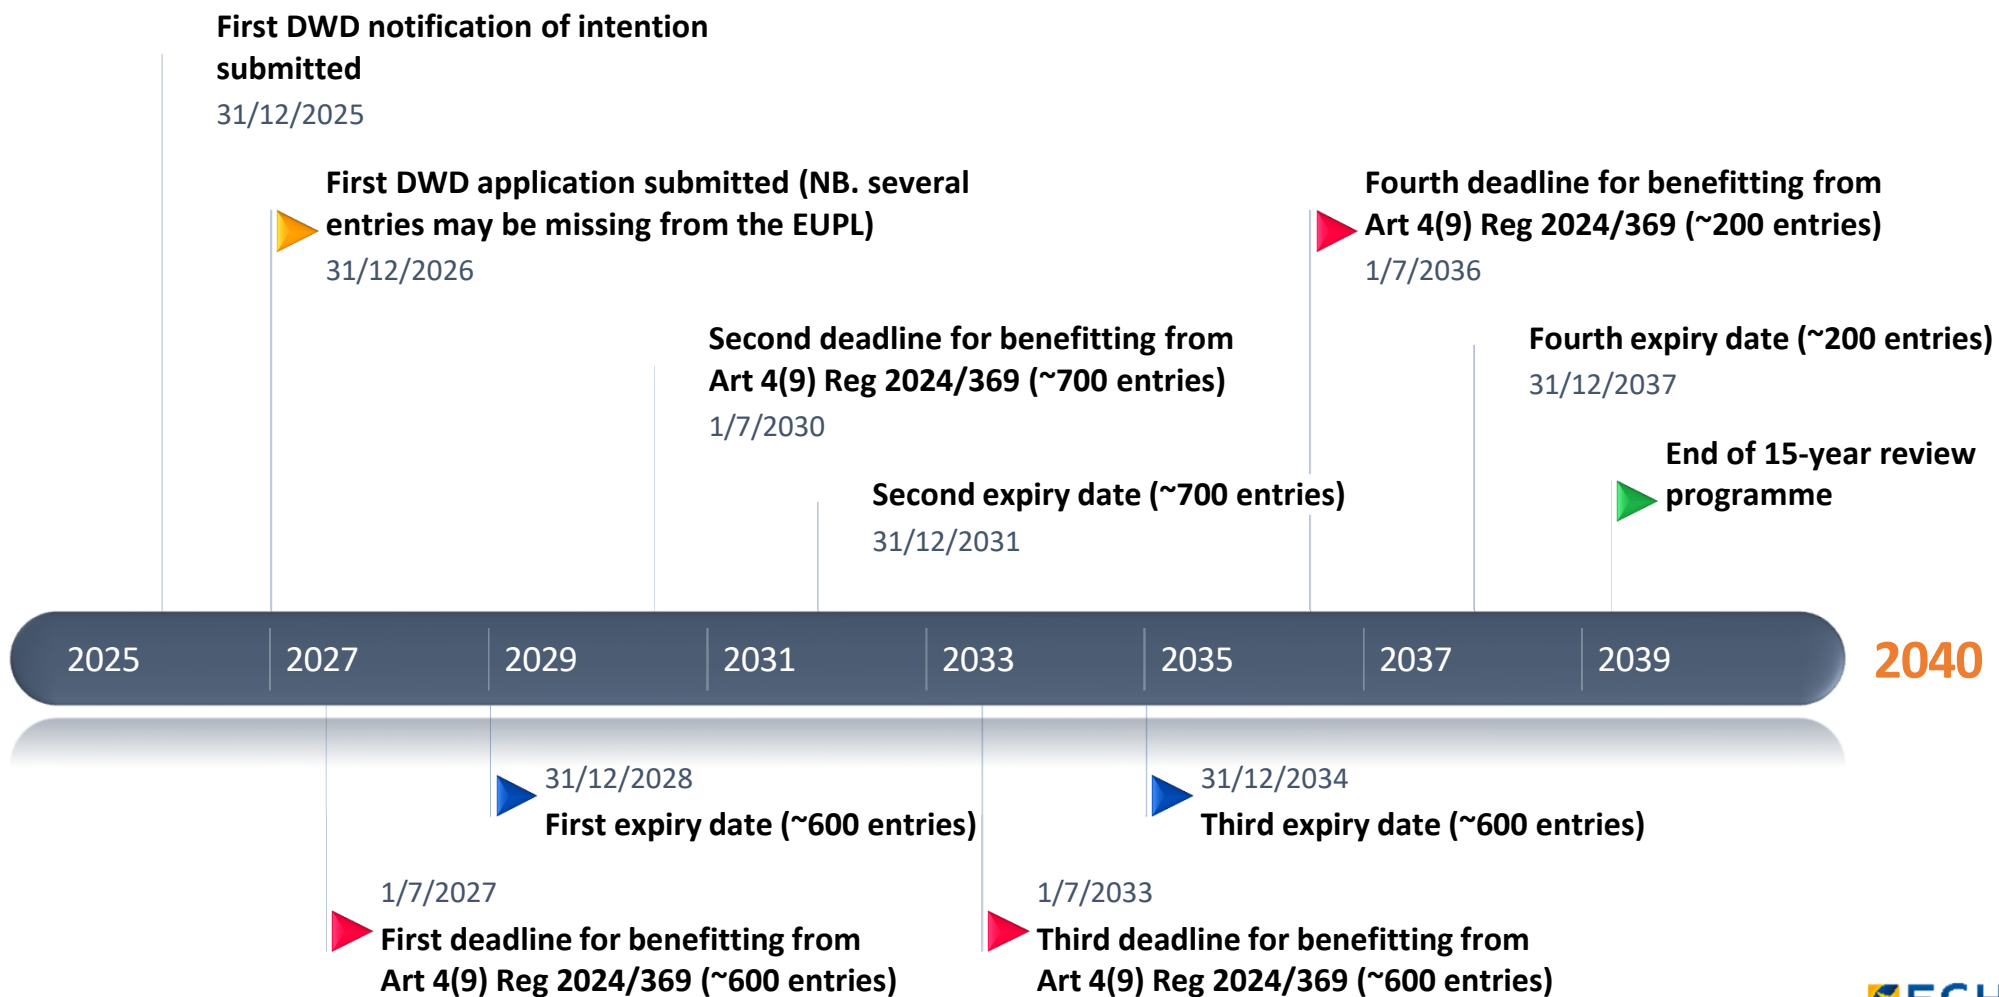 First DWD notification of intention
submitted
31/12/2025
First DWD application submitted (NB. several
entries may be missing from the EUPL)
31/12/2026
Fourth deadline for benefitting from
Art 4(9) Reg 2024/369 (~200 entries)
1/7/2036
Second deadline for benefitting from
Art 4(9) Reg 2024/369 (~700 entries)
1/7/2030
Fourth expiry date (~200 entries)
31/12/2037
Second expiry date (~700 entries)
31/12/2031
End of 15-year review
programme
2025 2027 2029 2031 2033 2035 2037 2039 2040
31/12/2028
First expiry date (~600 entries)
31/12/2034
Third expiry date (~600 entries)
1/7/2027
First deadline for benefitting from
Art 4(9) Reg 2024/369 (~600 entries)
1/7/2033
Third deadline for benefitting from
Art 4(9) Reg 2024/369 (~600 entries)